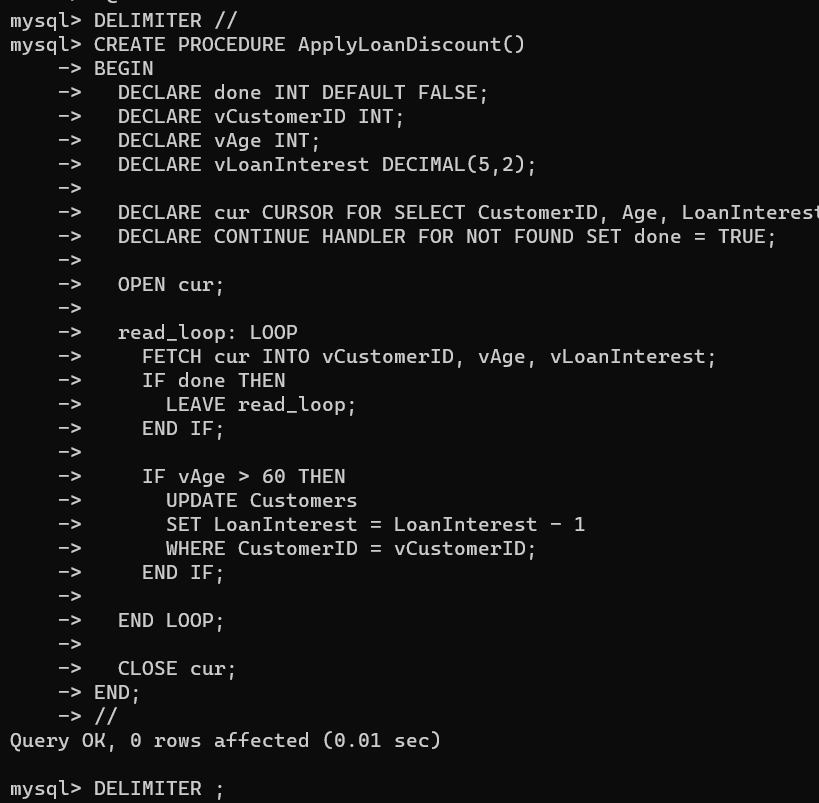 mysql> DELIMITER //
mysql> CREATE PROCEDURE ApplyLoanDiscount()
    -> BEGIN
    ->   DECLARE done INT DEFAULT FALSE;
    ->   DECLARE vCustomerID INT;
    ->   DECLARE vAge INT;
    ->   DECLARE vLoanInterest DECIMAL(5,2);
    ->
    ->   DECLARE cur CURSOR FOR SELECT CustomerID, Age, LoanInterest
    ->   DECLARE CONTINUE HANDLER FOR NOT FOUND SET done = TRUE;
    ->
    ->   OPEN cur;
    ->
    ->   read_loop: LOOP
    ->     FETCH cur INTO vCustomerID, vAge, vLoanInterest;
    ->     IF done THEN
    ->       LEAVE read_loop;
    ->     END IF;
    ->
    ->     IF vAge > 60 THEN
    ->       UPDATE Customers
    ->       SET LoanInterest = LoanInterest - 1
    ->       WHERE CustomerID = vCustomerID;
    ->     END IF;
    ->
    ->   END LOOP;
    ->
    ->   CLOSE cur;
    -> END;
    -> //
Query OK, 0 rows affected (0.01 sec)
mysql> DELIMITER ;